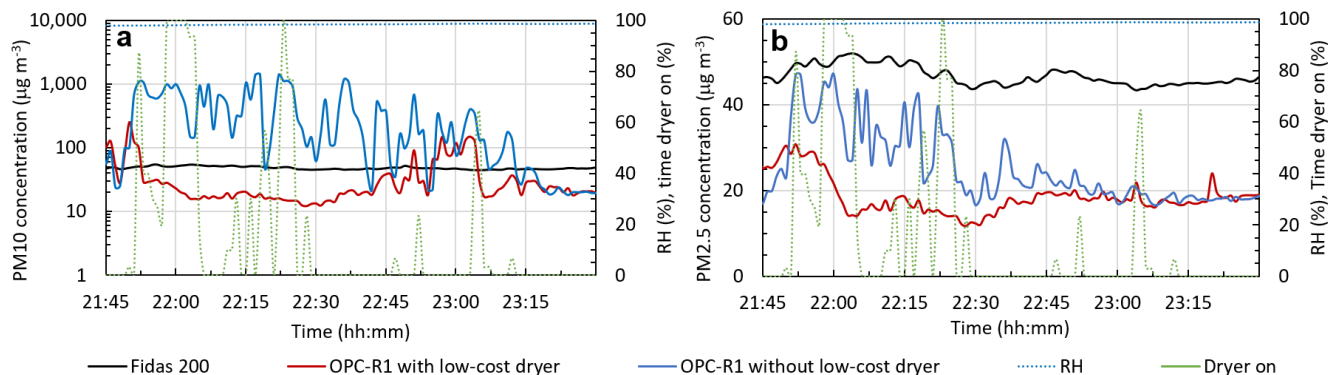 a
PM10 concentration (µg m⁻³)
10,000
1,000
100
10
1
100
80
60
40
20
0
RH (%), time dryer on (%)
21:45 22:00 22:15 22:30 22:45 23:00 23:15
Time (hh:mm)
b
PM2.5 concentration (µg m⁻³)
60
40
20
0
100
80
60
40
20
0
RH (%), Time dryer on (%)
21:45 22:00 22:15 22:30 22:45 23:00 23:15
Time (hh:mm)
Fidas 200 OPC-R1 with low-cost dryer OPC-R1 without low-cost dryer RH Dryer on